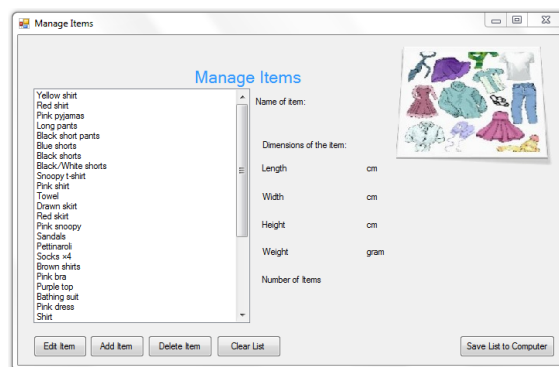 Manage Items
Manage Items
Yellow shirt
Red shirt
Pink pyjamas
Long pants
Black short pants
Blue shorts
Black shorts
Black/White shorts
Snoopy t-shirt
Pink shirt
Towel
Drawn skirt
Red skirt
Pink snoopy
Sandals
Pettinaroli
Socks ×4
Brown shirts
Pink bra
Purple top
Bathing suit
Pink dress
Shirt
Name of item:
Dimensions of the item:
Length cm
Width cm
Height cm
Weight gram
Number of Items
Edit Item Add Item Delete Item Clear List Save List to Computer